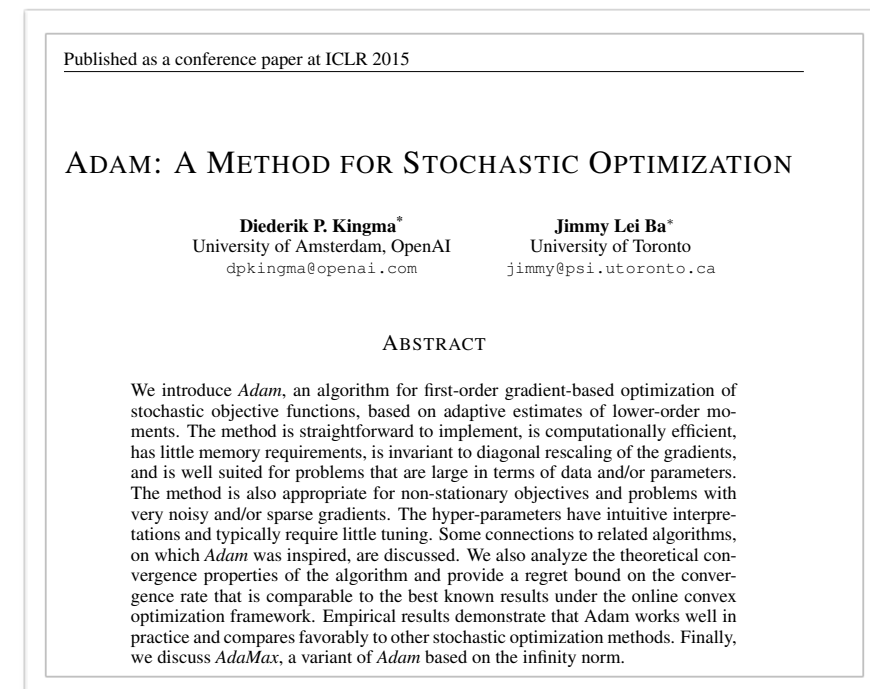 Published as a conference paper at ICLR 2015
ADAM: A METHOD FOR STOCHASTIC OPTIMIZATION
Diederik P. Kingma*
University of Amsterdam, OpenAI
dpkingma@openai.com
Jimmy Lei Ba∗
University of Toronto
jimmy@psi.utoronto.ca
ABSTRACT
We introduce Adam, an algorithm for first-order gradient-based optimization of
stochastic objective functions, based on adaptive estimates of lower-order mo-
ments. The method is straightforward to implement, is computationally efficient,
has little memory requirements, is invariant to diagonal rescaling of the gradients,
and is well suited for problems that are large in terms of data and/or parameters.
The method is also appropriate for non-stationary objectives and problems with
very noisy and/or sparse gradients. The hyper-parameters have intuitive interpre-
tations and typically require little tuning. Some connections to related algorithms,
on which Adam was inspired, are discussed. We also analyze the theoretical con-
vergence properties of the algorithm and provide a regret bound on the conver-
gence rate that is comparable to the best known results under the online convex
optimization framework. Empirical results demonstrate that Adam works well in
practice and compares favorably to other stochastic optimization methods. Finally,
we discuss AdaMax, a variant of Adam based on the infinity norm.